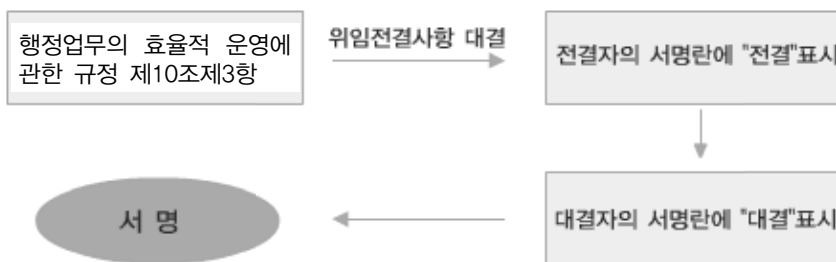 행정업무의 효율적 운영에
관한 규정 제10조제3항
위임전결사항 대결
전결자의 서명란에 "전결"표시
대결자의 서명란에 "대결"표시
서 명